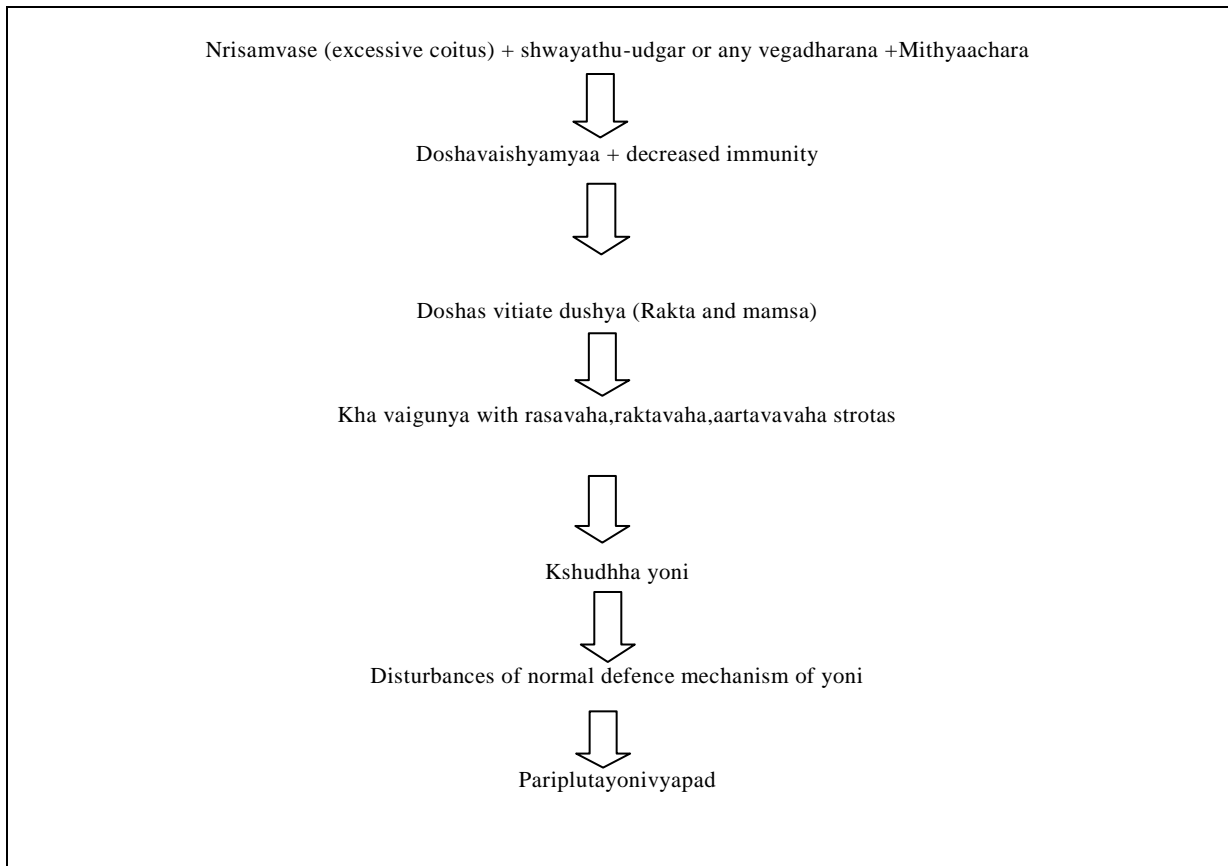 Nrisamvase (excessive coitus) + shwayathu-udgar or any vegadharana +Mithyaachara
Doshavaishyamyaa + decreased immunity
Doshas vitiate dushya (Rakta and mamsa)
Kha vaigunya with rasavaha,raktavaha,aartavavaha strotas
Kshudhha yoni
Disturbances of normal defence mechanism of yoni
Pariplutayonivyapad